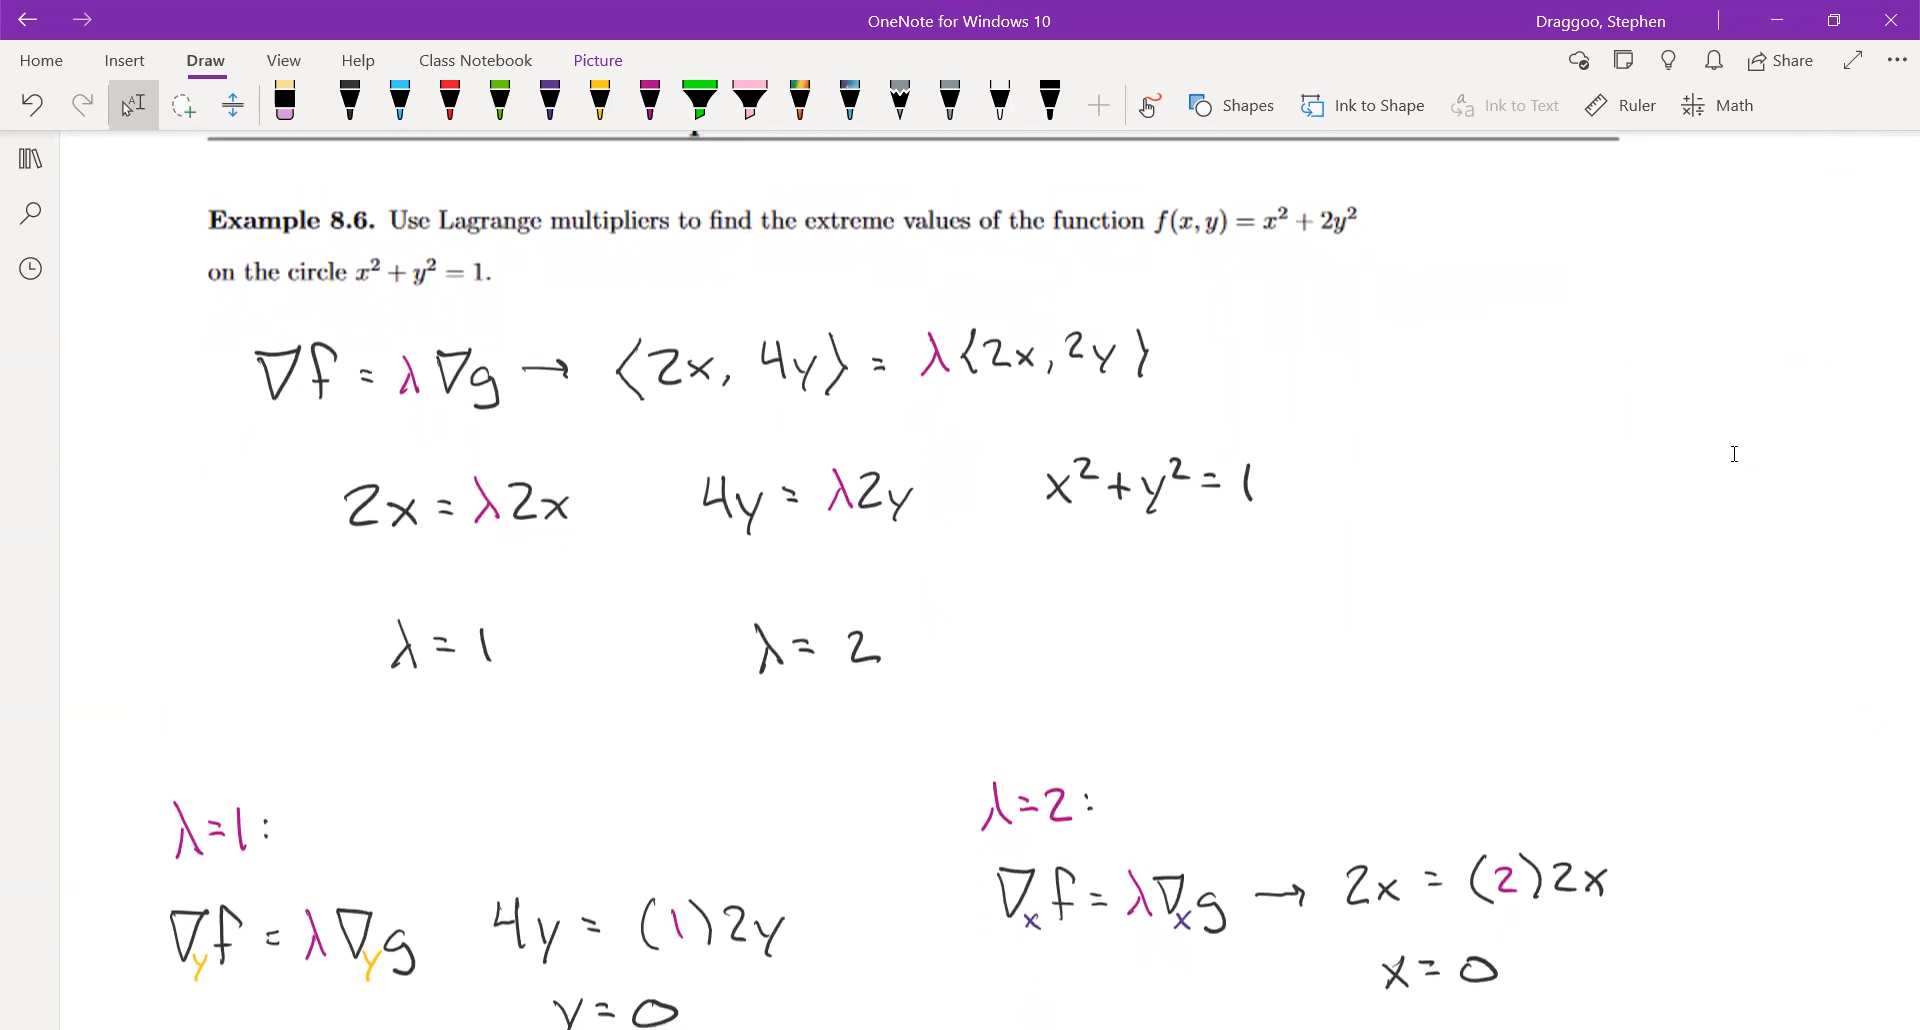 OneNote for Windows 10
Draggoo, Stephen
Home Insert Draw View Help Class Notebook Picture Share
Shapes Ink to Shape Ink to Text Ruler Math
Example 8.6. Use Lagrange multipliers to find the extreme values of the function f(x, y) = x² + 2y²
on the circle x² + y² = 1.
∇f = λ∇g → ⟨2x, 4y⟩ = λ⟨2x, 2y⟩
2x = λ2x 4y = λ2y x² + y² = 1
λ = 1 λ = 2
λ=1: λ=2:
∇yf = λ∇yg 4y = (1)2y ∇xf = λ∇xg → 2x = (2)2x
y = 0 x = 0